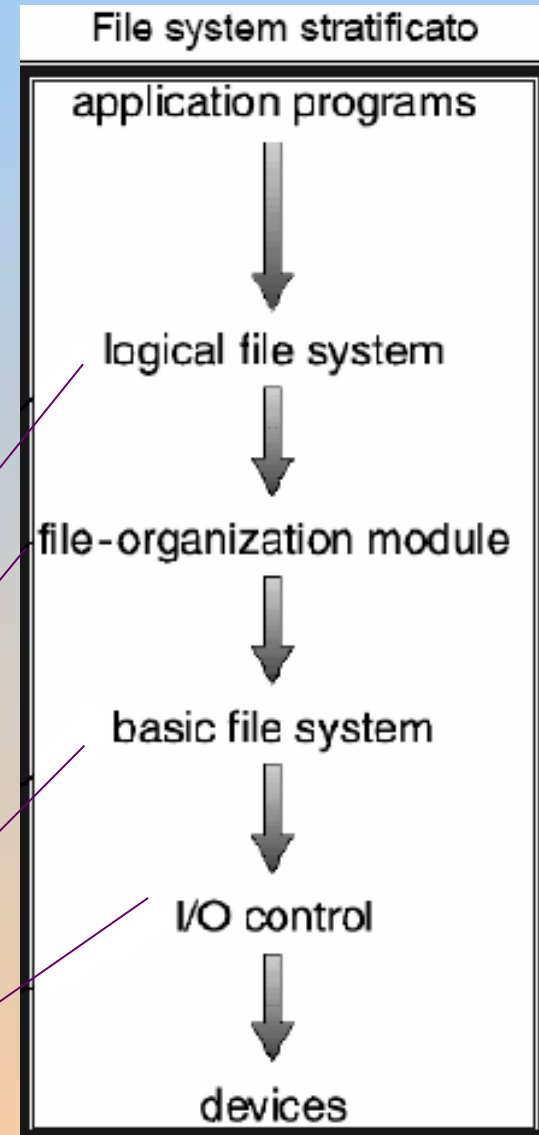 File system stratificato
application programs
logical file system
file-organization module
basic file system
I/O control
devices